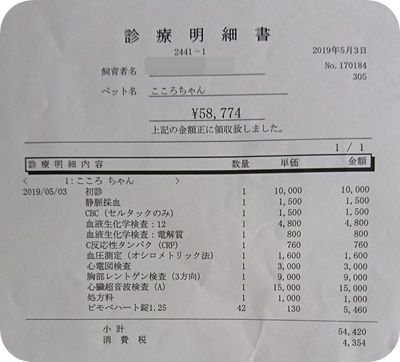 診療明細書
2441-1
2019年5月3日
飼育者名
No.170184
305
ペット名 こころちゃん
¥58,774
上記の金額正に領収致しました。
1 / 1
診療明細内容 数量 単価 金額
< 1:こころ ちゃん >
2019/05/03 初診 1 10,000 10,000
静脈採血 1 1,500 1,500
CBC(セルタックのみ) 1 1,500 1,500
血液生化学検査:12 1 4,800 4,800
血液生化学検査:電解質 1 800 800
C反応性タンパク(CRP) 1 760 760
血圧測定(オシロメトリック法) 1 1,600 1,600
心電図検査 1 3,000 3,000
胸部レントゲン検査(3方向) 1 9,000 9,000
心臓超音波検査(A) 1 15,000 15,000
処方料 1 1,000 1,000
ピモベハート錠1.25 42 130 5,460
小計 54,420
消費税 4,354